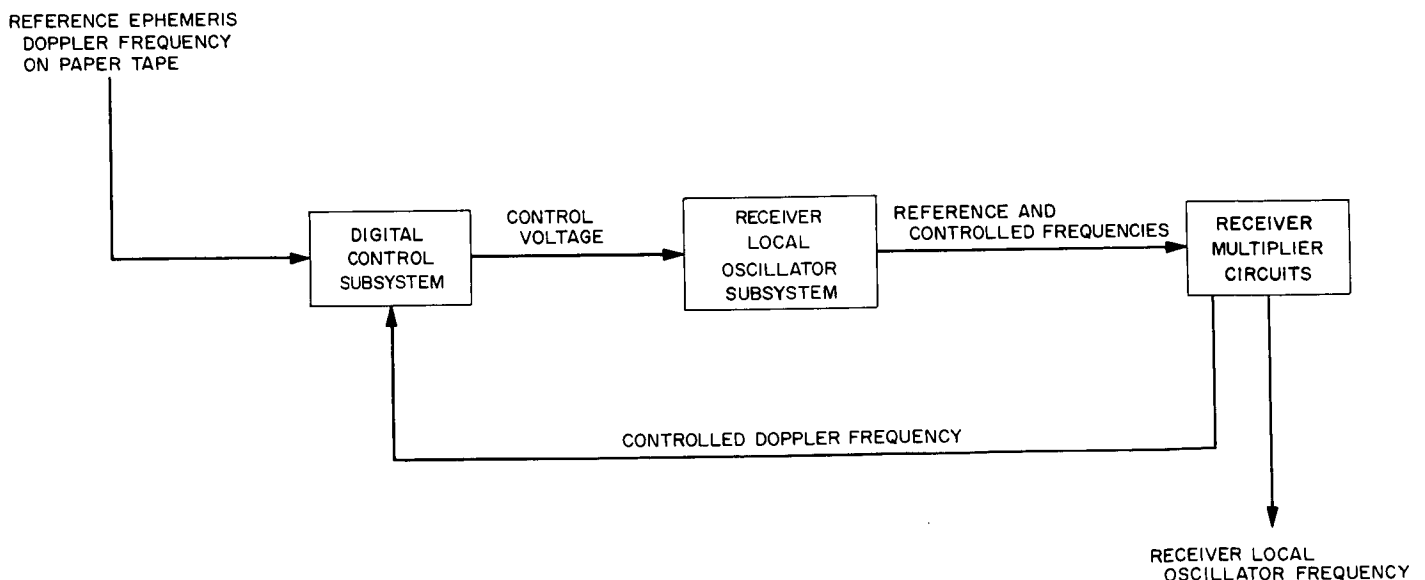 REFERENCE EPHEMERIS
DOPPLER FREQUENCY
ON PAPER TAPE
DIGITAL
CONTROL
SUBSYSTEM
CONTROL
VOLTAGE
RECEIVER
LOCAL
OSCILLATOR
SUBSYSTEM
REFERENCE AND
CONTROLLED FREQUENCIES
RECEIVER
MULTIPLIER
CIRCUITS
CONTROLLED DOPPLER FREQUENCY
RECEIVER LOCAL
OSCILLATOR FREQUENCY